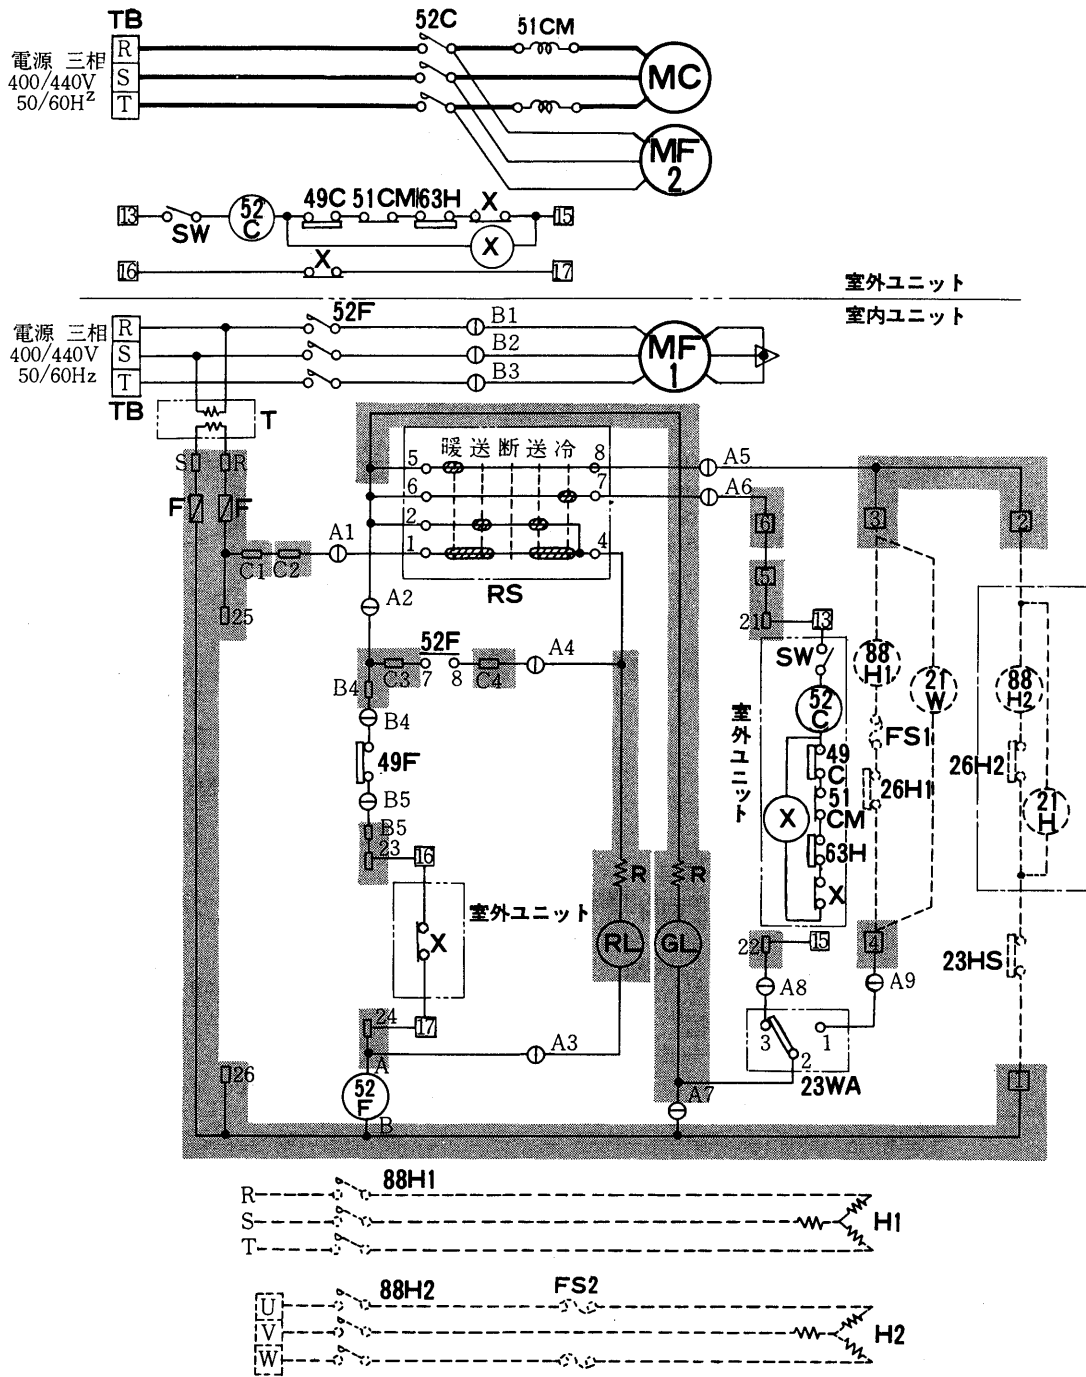 TB
52C
51CM
電源 三相
400/440V
50/60Hz
R
S
T
MC
MF
2
13
SW
52
C
49C
51CM
63H
X
15
X
16
X
17
室外ユニット
室内ユニット
電源 三相
400/440V
50/60Hz
R
S
T
TB
52F
B1
B2
B3
MF
1
T
S
R
F
F
暖 送 断 送 冷
5
8
6
7
2
1
4
RS
A5
A6
A1
C1
C2
25
A2
52F
C3
7
8
C4
A4
B4
B4
49F
B5
B5
23
16
室外ユニット
X
17
24
A3
A
52
F
B
26
R
RL
R
GL
A7
6
5
21
13
SW
52
C
49
C
51
CM
63H
X
X
室外ユニット
22
15
A8
3
2
1
23WA
3
88
H1
FS1
26H1
21
W
4
A9
2
88
H2
26H2
21
H
23HS
1
R
S
T
88H1
H1
U
V
W
88H2
FS2
H2